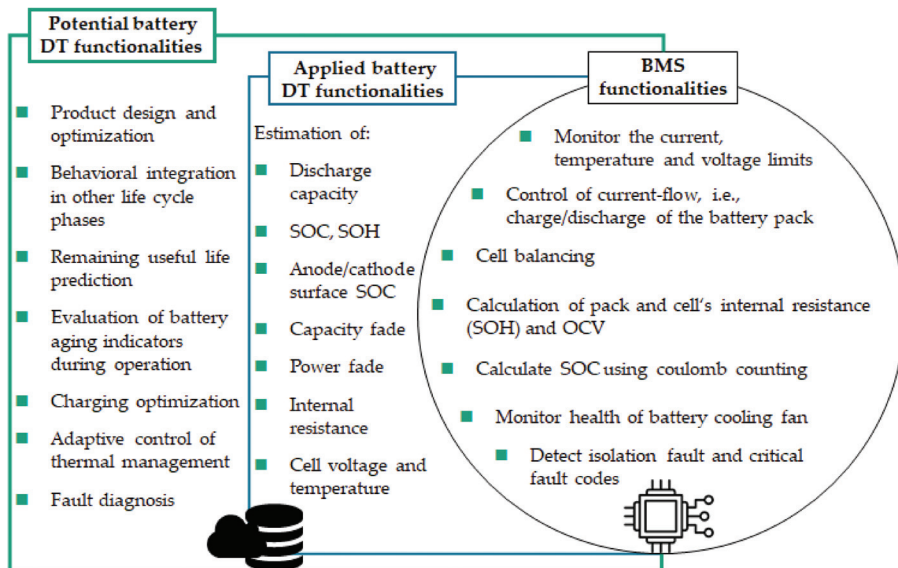 Potential battery
DT functionalities
Product design and
optimization
Behavioral integration
in other life cycle
phases
Remaining useful life
prediction
Evaluation of battery
aging indicators
during operation
Charging optimization
Adaptive control of
thermal management
Fault diagnosis
Applied battery
DT functionalities
Estimation of:
Discharge
capacity
SOC, SOH
Anode/cathode
surface SOC
Capacity fade
Power fade
Internal
resistance
Cell voltage and
temperature
BMS
functionalities
Monitor the current,
temperature and voltage limits
Control of current-flow, i.e.,
charge/discharge of the battery pack
Cell balancing
Calculation of pack and cell's internal resistance
(SOH) and OCV
Calculate SOC using coulomb counting
Monitor health of battery cooling fan
Detect isolation fault and critical
fault codes